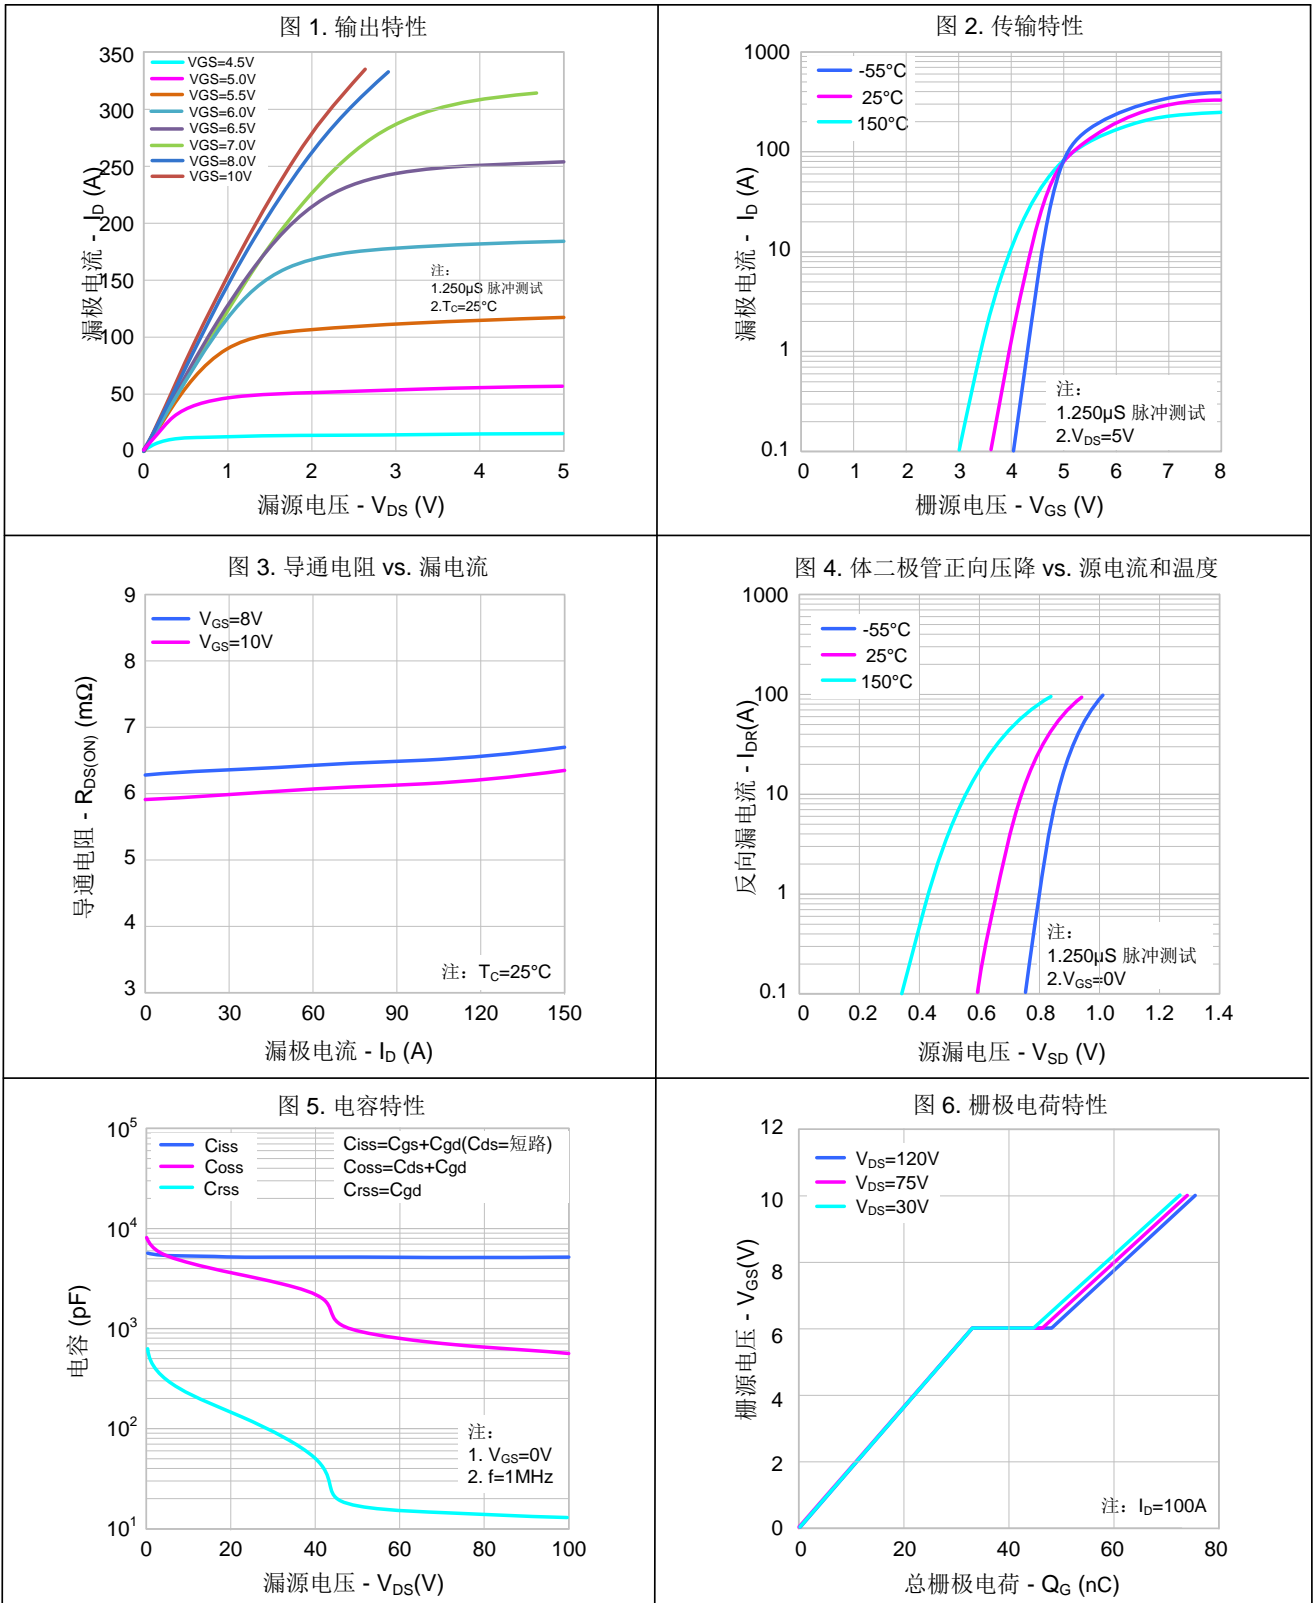 图 1. 输出特性
350
300
250
200
150
100
50
0
VGS=4.5V
VGS=5.0V
VGS=5.5V
VGS=6.0V
VGS=6.5V
VGS=7.0V
VGS=8.0V
VGS=10V
漏极电流 - ID (A)
注：
1.250µS 脉冲测试
2.TC=25°C
0 1 2 3 4 5
漏源电压 - VDS (V)
图 2. 传输特性
1000
100
10
1
0.1
-55°C
25°C
150°C
漏极电流 - ID (A)
注：
1.250µS 脉冲测试
2.VDS=5V
0 1 2 3 4 5 6 7 8
栅源电压 - VGS (V)
图 3. 导通电阻 vs. 漏电流
9
8
7
6
5
4
3
VGS=8V
VGS=10V
导通电阻 - RDS(ON) (mΩ)
注：TC=25°C
0 30 60 90 120 150
漏极电流 - ID (A)
图 4. 体二极管正向压降 vs. 源电流和温度
1000
100
10
1
0.1
-55°C
25°C
150°C
反向漏电流 - IDR(A)
注：
1.250µS 脉冲测试
2.VGS=0V
0 0.2 0.4 0.6 0.8 1.0 1.2 1.4
源漏电压 - VSD (V)
图 5. 电容特性
10^5
10^4
10^3
10^2
10^1
Ciss
Coss
Crss
Ciss=Cgs+Cgd(Cds=短路)
Coss=Cds+Cgd
Crss=Cgd
电容 (pF)
注：
1. VGS=0V
2. f=1MHz
0 20 40 60 80 100
漏源电压 - VDS(V)
图 6. 栅极电荷特性
12
10
8
6
4
2
0
VDS=120V
VDS=75V
VDS=30V
栅源电压 - VGS(V)
注：ID=100A
0 20 40 60 80
总栅极电荷 - QG (nC)